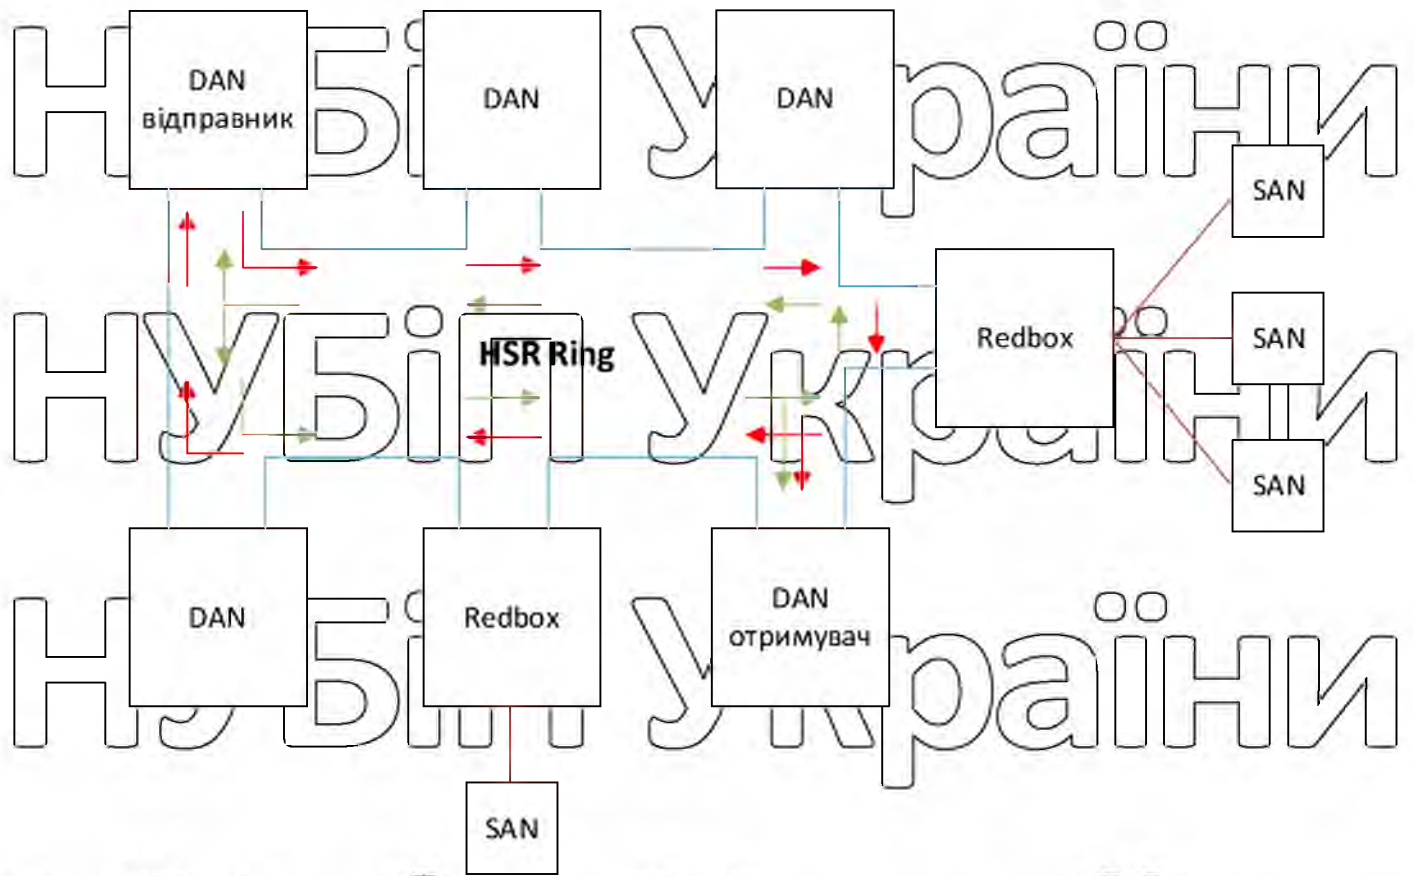 НУБІП України
DAN
відправник
DAN
DAN
SAN
НУБІП України
HSR Ring
Redbox
SAN
SAN
НУБІП України
DAN
Redbox
DAN
отримувач
SAN